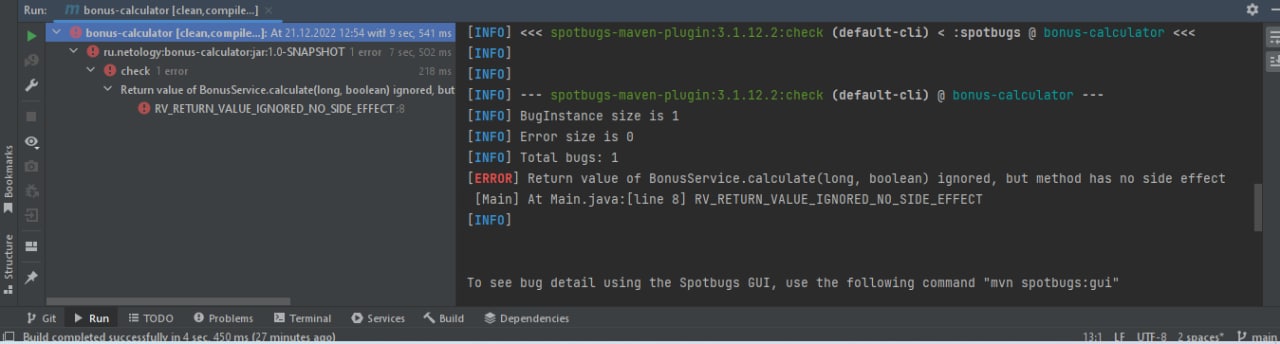 Run: bonus-calculator [clean,compile...] ×
bonus-calculator [clean,compile...]: At 21.12.2022 12:54 with 9 sec, 541 ms
ru.netology:bonus-calculator:jar:1.0-SNAPSHOT 1 error 7 sec, 502 ms
check 1 error 218 ms
Return value of BonusService.calculate(long, boolean) ignored, but
RV_RETURN_VALUE_IGNORED_NO_SIDE_EFFECT :8
[INFO] <<< spotbugs-maven-plugin:3.1.12.2:check (default-cli) < :spotbugs @ bonus-calculator <<<
[INFO]
[INFO]
[INFO] --- spotbugs-maven-plugin:3.1.12.2:check (default-cli) @ bonus-calculator ---
[INFO] BugInstance size is 1
[INFO] Error size is 0
[INFO] Total bugs: 1
[ERROR] Return value of BonusService.calculate(long, boolean) ignored, but method has no side effect
[Main] At Main.java:[line 8] RV_RETURN_VALUE_IGNORED_NO_SIDE_EFFECT
[INFO]
To see bug detail using the Spotbugs GUI, use the following command "mvn spotbugs:gui"
Bookmarks
Structure
Git Run TODO Problems Terminal Services Build Dependencies
Build completed successfully in 4 sec, 450 ms (27 minutes ago) 13:1 LF UTF-8 2 spaces* main